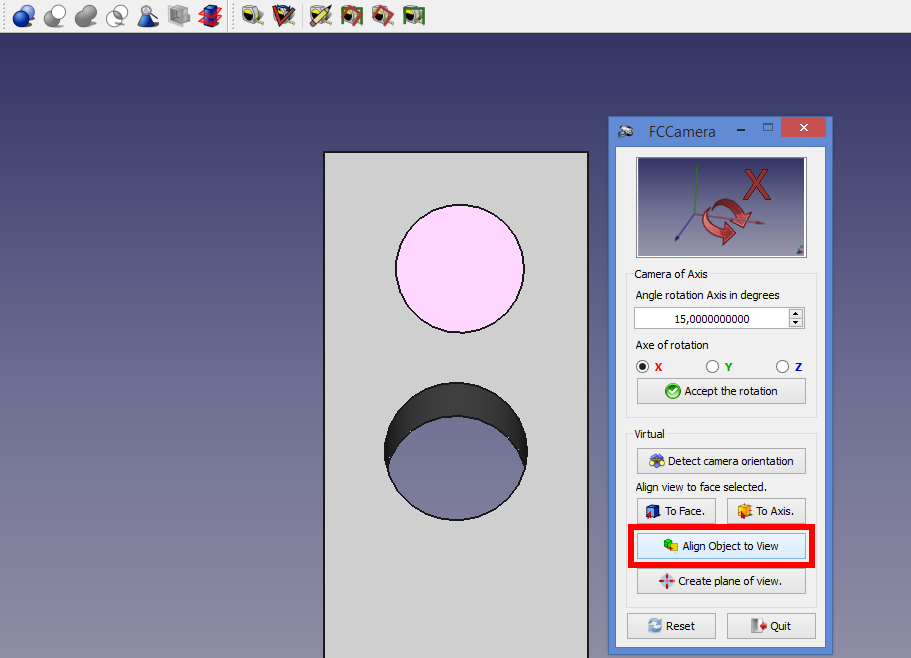 FCCamera
X
Camera of Axis
Angle rotation Axis in degrees
15,0000000000
Axe of rotation
X Y Z
Accept the rotation
Virtual
Detect camera orientation
Align view to face selected.
To Face. To Axis.
Align Object to View
Create plane of view.
Reset Quit